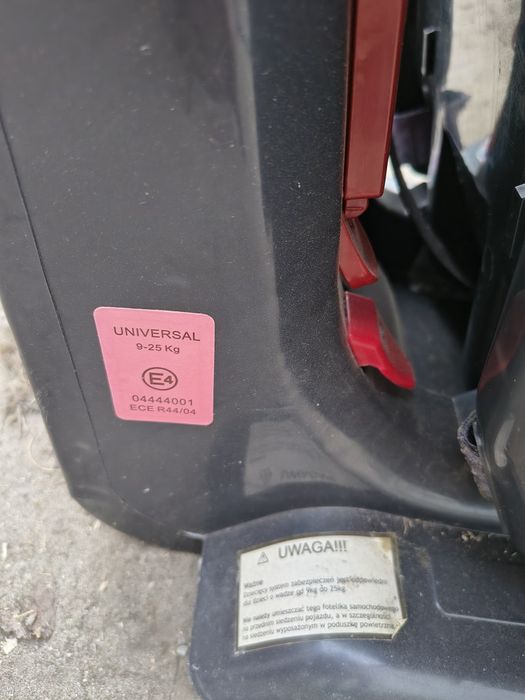 UNIVERSAL
9-25 Kg
E4
04444001
ECE R44/04
UWAGA!!!
Ważne
Dziecięcy system zabezpieczeń jest odpowiedni
dla dzieci o wadze od 9kg do 25kg.
Nie należy umieszczać tego fotelika samochodowego
na przednim siedzeniu pojazdu, a w szczególności
na siedzeniu wyposażonym w poduszkę powietrzną